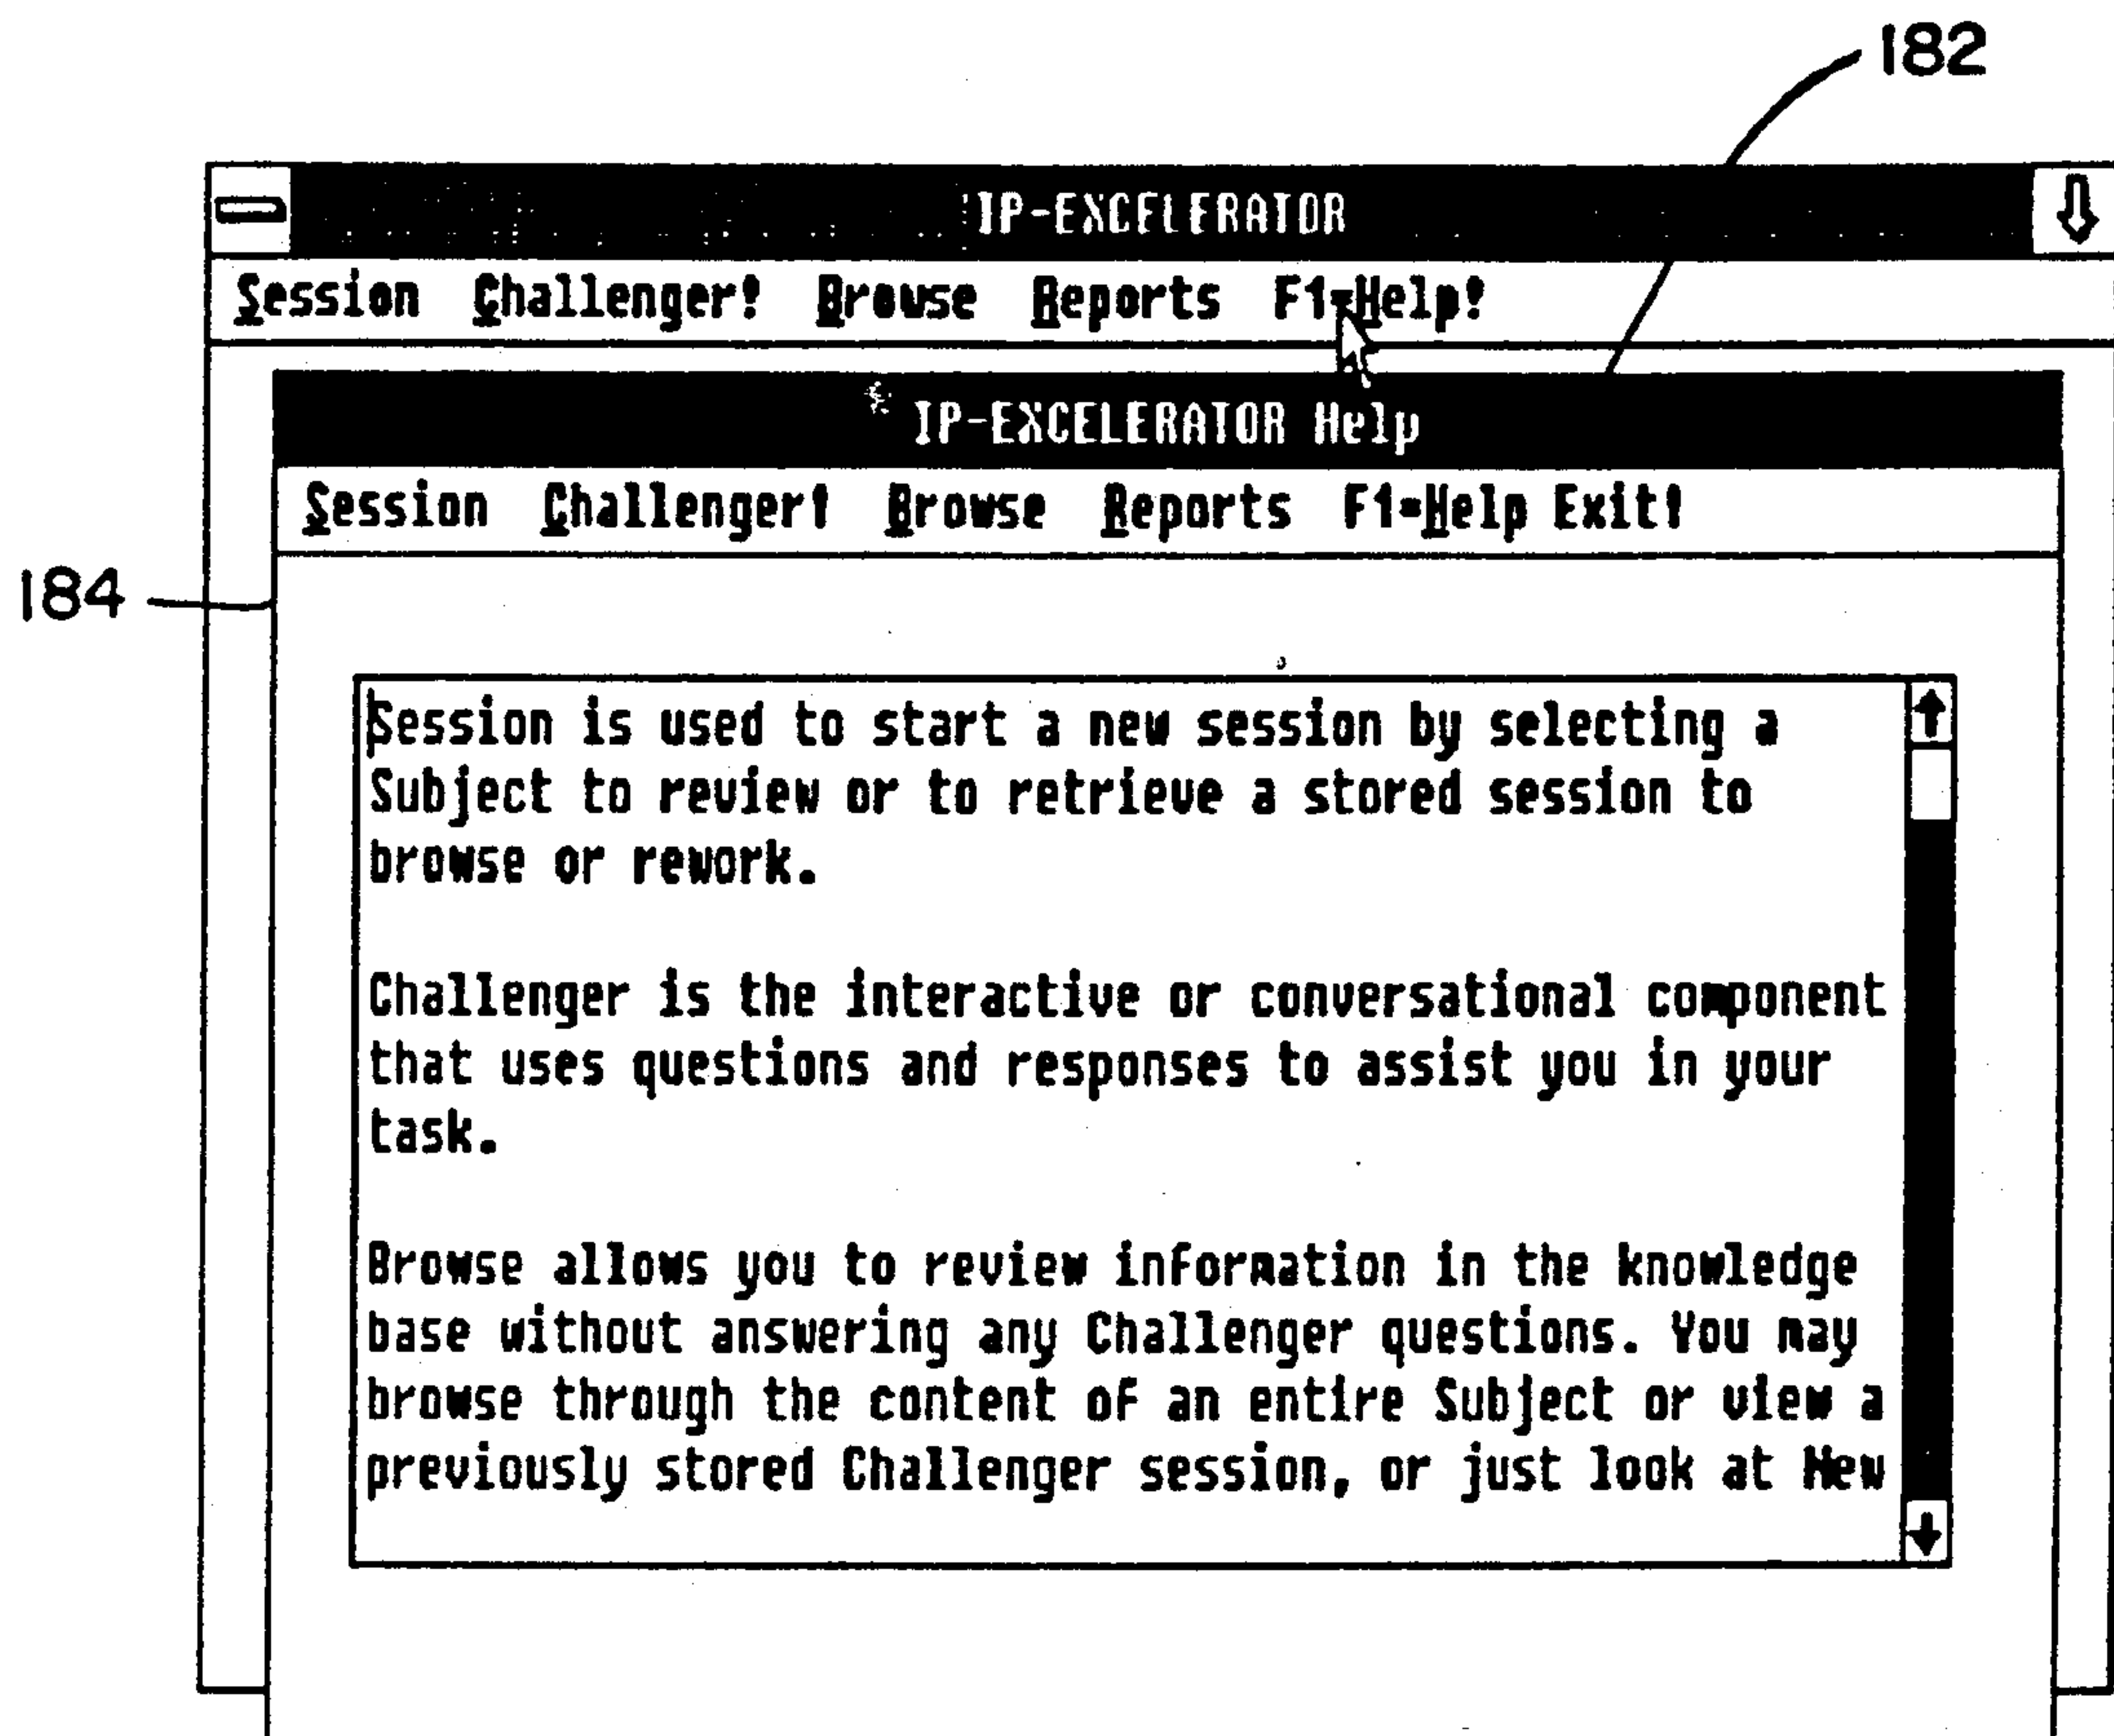 182
IP-EXCELERATOR
Session Challenger! Browse Reports F1=Help!
IP-EXCELERATOR Help
Session Challenger! Browse Reports F1=Help Exit!
184
Session is used to start a new session by selecting a
Subject to review or to retrieve a stored session to
browse or rework.
Challenger is the interactive or conversational component
that uses questions and responses to assist you in your
task.
Browse allows you to review information in the knowledge
base without answering any Challenger questions. You may
browse through the content of an entire Subject or view a
previously stored Challenger session, or just look at New